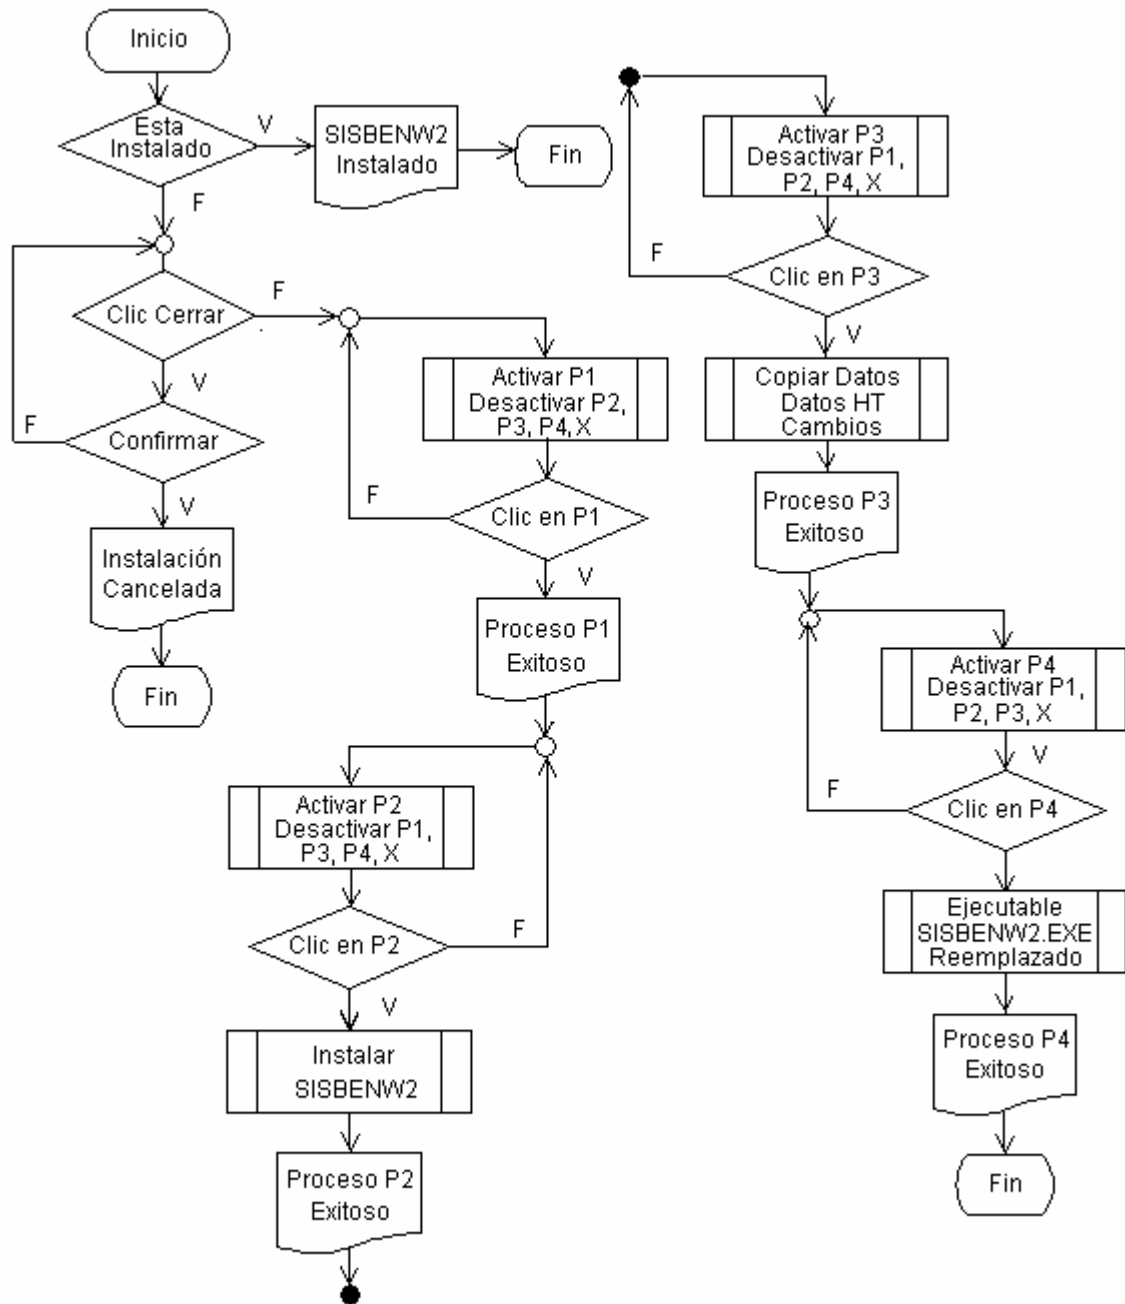 Inicio
Esta
Instalado
V
SISBENW2
Instalado
Fin
F
Clic Cerrar
F
V
F
Confirmar
V
Instalación
Cancelada
Fin
Activar P1
Desactivar P2,
P3, P4, X
F
Clic en P1
V
Proceso P1
Exitoso
Activar P2
Desactivar P1,
P3, P4, X
Clic en P2
F
V
Instalar
SISBENW2
Proceso P2
Exitoso
Activar P3
Desactivar P1,
P2, P4, X
F
Clic en P3
V
Copiar Datos
Datos HT
Cambios
Proceso P3
Exitoso
Activar P4
Desactivar P1,
P2, P3, X
V
F
Clic en P4
Ejecutable
SISBENW2.EXE
Reemplazado
Proceso P4
Exitoso
Fin